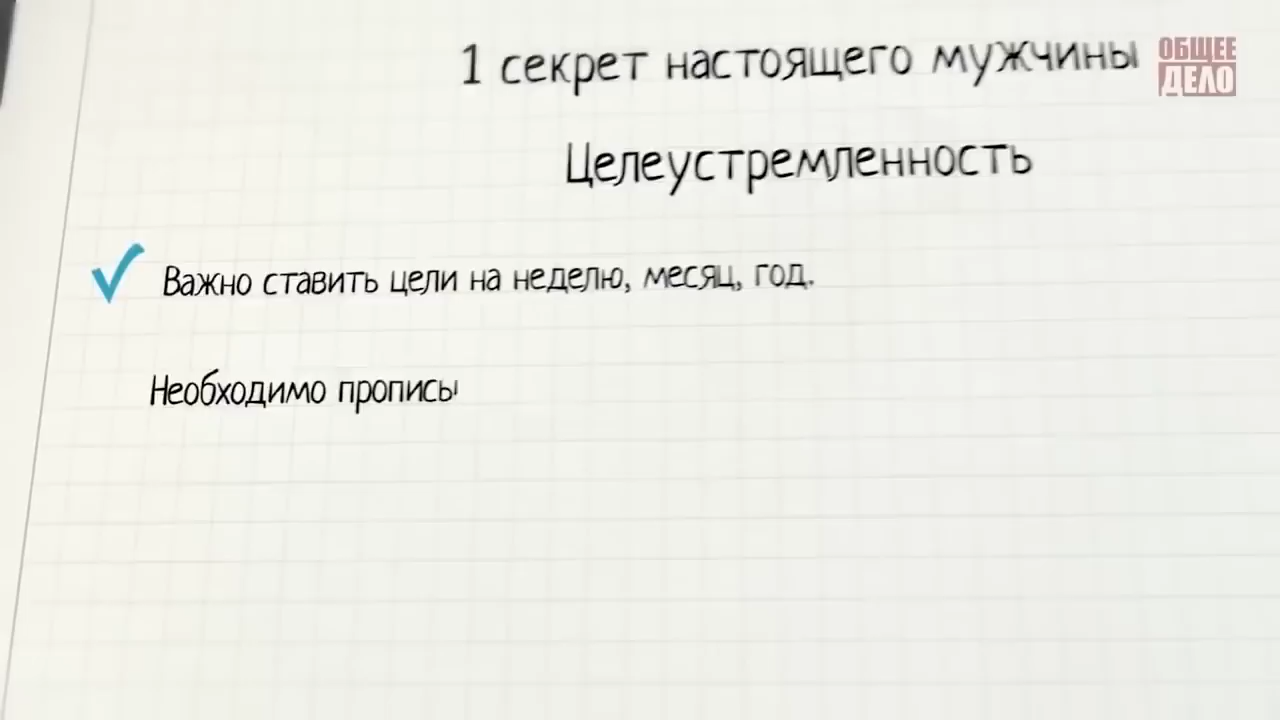 1 секрет настоящего мужчины
ОБЩЕЕ
ДЕЛО
Целеустремленность
Важно ставить цели на неделю, месяц, год.
Необходимо прописы